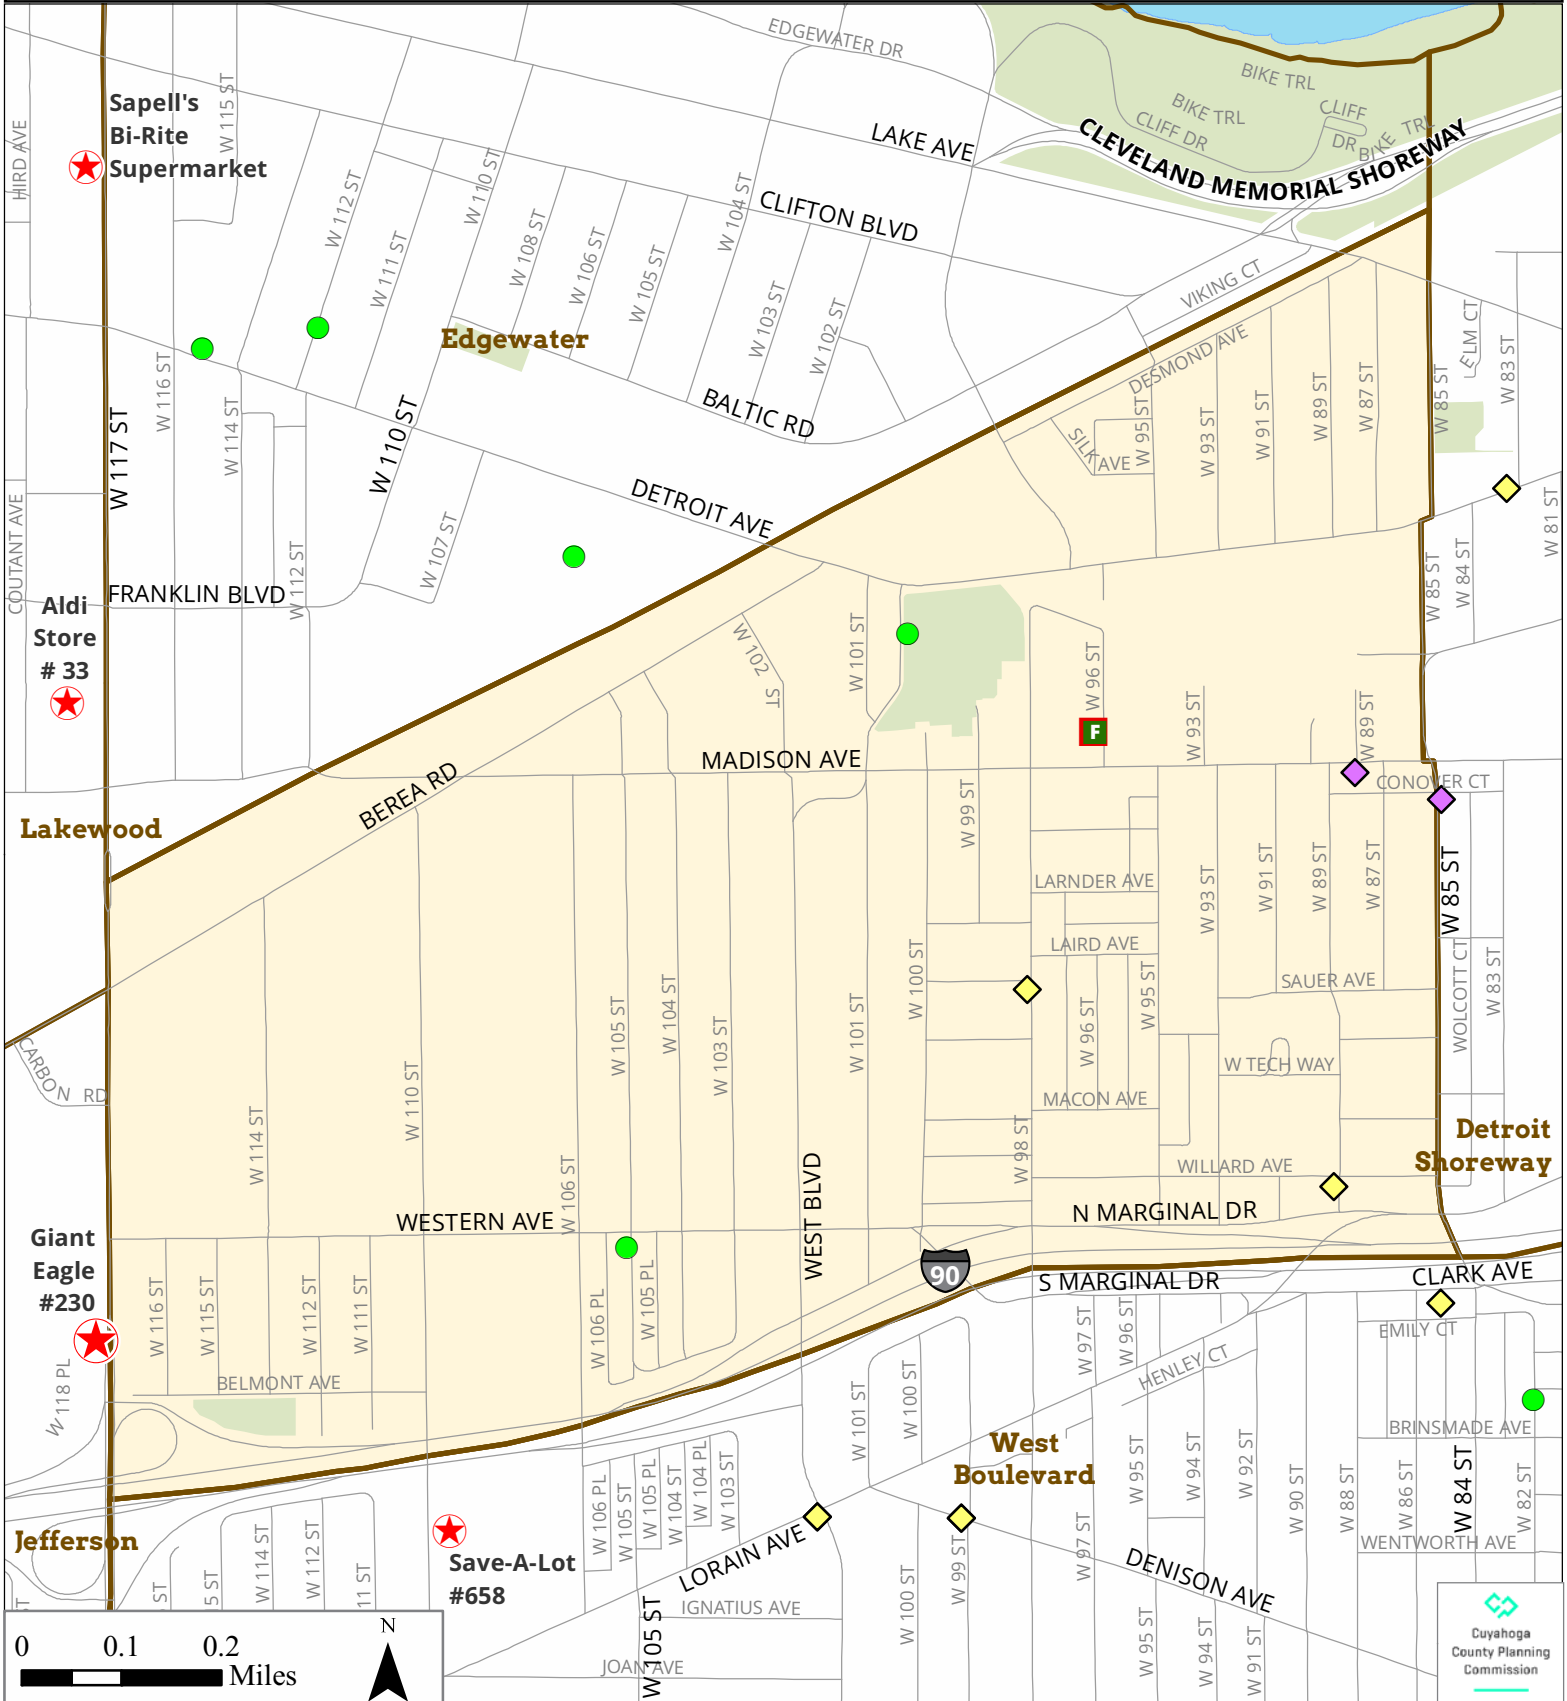 EDGEWATER DR
BIKE TRL
BIKE TRL
CLIFF
DR
CLIFF DR
BIKE TRL
CLEVELAND MEMORIAL SHOREWAY
LAKE AVE
Sapell's
Bi-Rite
Supermarket
HIRD AVE
W 115 ST
W 112 ST
W 111 ST
W 110 ST
W 108 ST
W 106 ST
W 105 ST
W 104 ST
CLIFTON BLVD
W 103 ST
W 102 ST
VIKING CT
DESMOND AVE
Edgewater
ELM CT
W 83 ST
W 116 ST
W 114 ST
W 117 ST
W 110 ST
BALTIC RD
SILK
AVE
W 95 ST
W 93 ST
W 91 ST
W 89 ST
W 87 ST
W 85 ST
DETROIT AVE
COUTANT AVE
W 107 ST
W 112 ST
W 81 ST
W 85 ST
W 84 ST
Aldi
Store
# 33
FRANKLIN BLVD
W 102
ST
W 101 ST
W 96 ST
F
W 93 ST
W 89 ST
MADISON AVE
BEREA RD
CONOVER CT
Lakewood
W 99 ST
LARNDER AVE
W 93 ST
W 91 ST
W 89 ST
W 87 ST
W 85 ST
LAIRD AVE
W 100 ST
SAUER AVE
WOLCOTT CT
W 83 ST
W 105 ST
W 104 ST
W 103 ST
W 101 ST
W 96 ST
W 95 ST
W TECH WAY
CARBON RD
W 110 ST
W 114 ST
MACON AVE
W 98 ST
WILLARD AVE
Detroit
Shoreway
W 106 ST
WEST BLVD
WESTERN AVE
N MARGINAL DR
Giant
Eagle
#230
90
S MARGINAL DR
CLARK AVE
W 116 ST
W 115 ST
W 112 ST
W 111 ST
W 106 PL
W 105 PL
W 97 ST
W 96 ST
EMILY CT
W 118 PL
BELMONT AVE
HENLEY CT
W 101 ST
W 100 ST
BRINSMADE AVE
West
Boulevard
W 106 PL
W 105 ST
W 105 PL
W 104 ST
W 104 PL
W 103 ST
W 95 ST
W 94 ST
W 92 ST
W 90 ST
W 88 ST
W 86 ST
W 84 ST
W 82 ST
Jefferson
Save-A-Lot
#658
LORAIN AVE
W 97 ST
WENTWORTH AVE
DENISON AVE
ST
ST
5 ST
W 114 ST
W 112 ST
11 ST
W 99 ST
W 100 ST
IGNATIUS AVE
W 105 ST
JOAN AVE
W 95 ST
W 94 ST
W 91 ST
0 0.1 0.2
Miles
N
Cuyahoga
County Planning
Commission